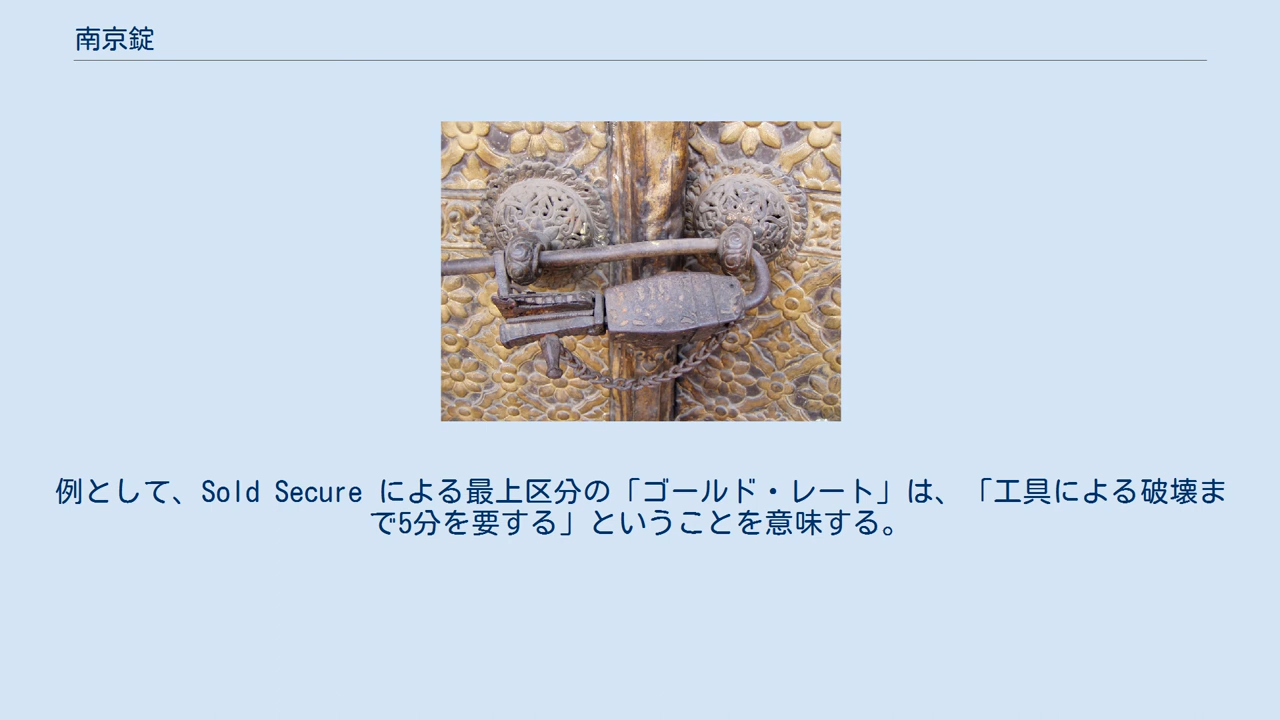 南京錠
例として、Sold Secure による最上区分の「ゴールド・レート」は、「工具による破壊ま
で5分を要する」ということを意味する。